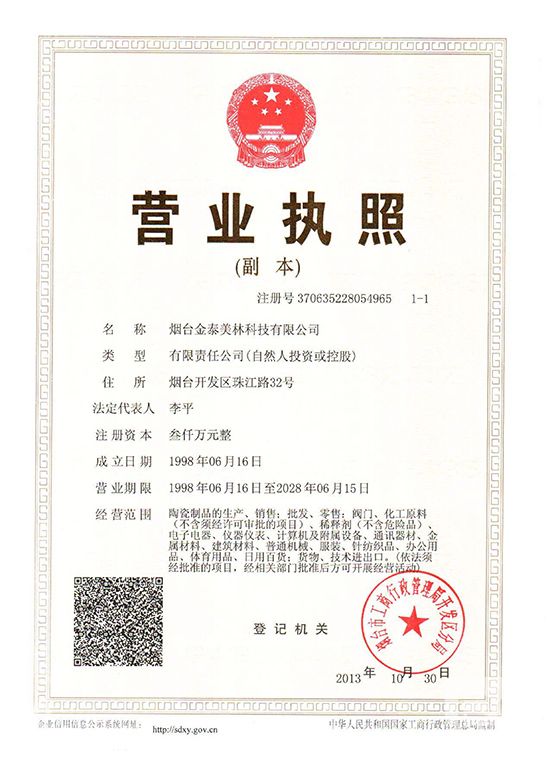 营业执照
(副 本)
注册号 370635228054965 1-1
名 称 烟台金泰美林科技有限公司
类 型 有限责任公司(自然人投资或控股)
住 所 烟台开发区珠江路32号
法定代表人 李平
注册资本 叁仟万元整
成立日期 1998年06月16日
营业期限 1998年06月16日至2028年06月15日
经营范围 陶瓷制品的生产、销售；批发、零售：阀门、化工原料
（不含须经许可审批的项目）、稀释剂（不含危险品）、
电子电器、仪器仪表、计算机及附属设备、通讯器材、金
属材料、建筑材料、普通机械、服装、针纺织品、办公用
品、体育用品、日用百货；货物、技术进出口。(依法须
经批准的项目，经相关部门批准后方可开展经营活动)
烟台市工商行政管理局开发区分局
登记机关
2013 年 10 月 30 日
企业信用信息公示系统网址： http://sdxy.gov.cn
中华人民共和国国家工商行政管理总局监制